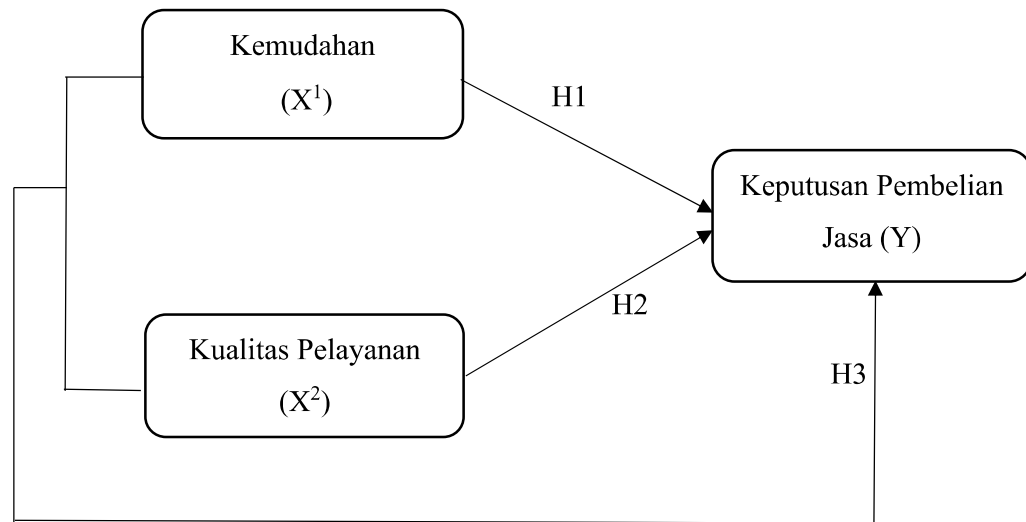 Kemudahan
(X¹)
H1
Keputusan Pembelian
Jasa (Y)
H2
Kualitas Pelayanan
(X²)
H3